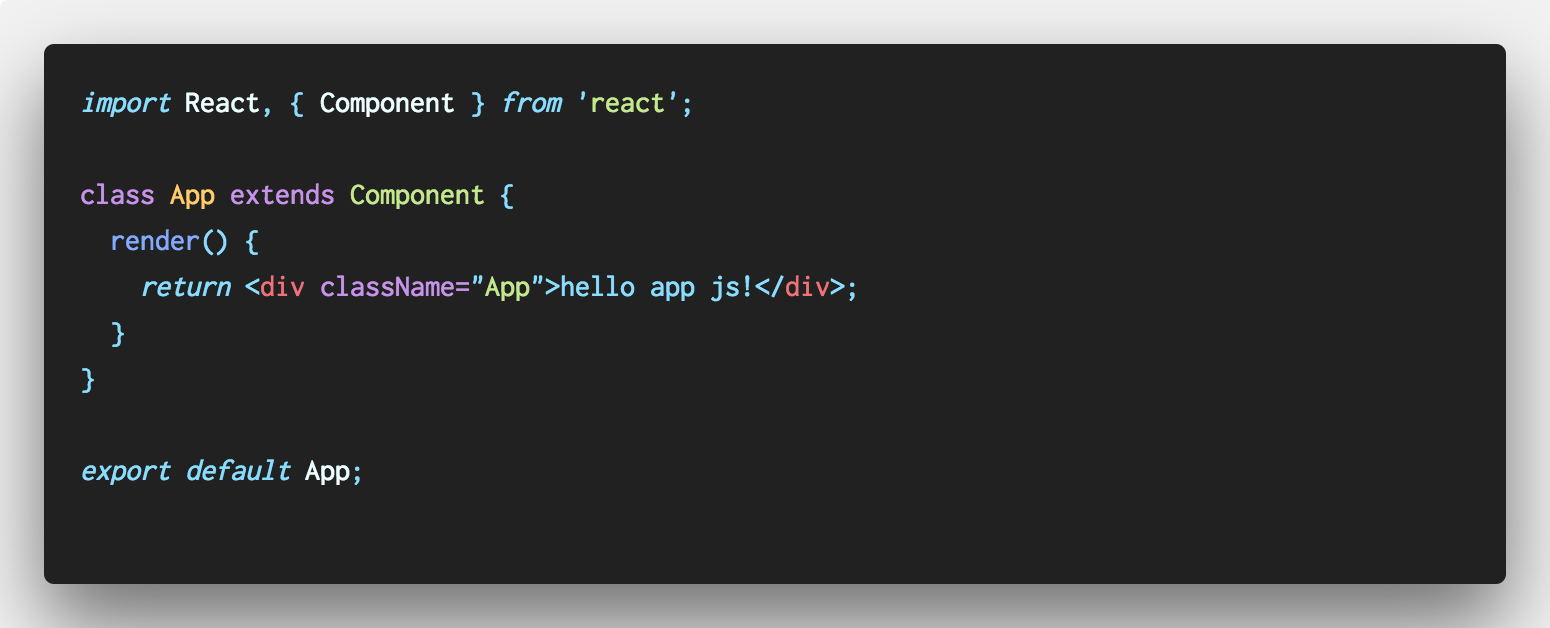 import React, { Component } from 'react';
class App extends Component {
  render() {
    return <div className="App">hello app js!</div>;
  }
}
export default App;